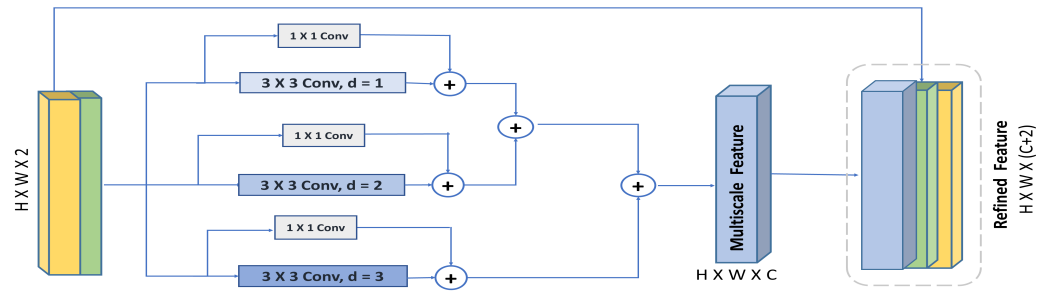 H X W X 2
1 X 1 Conv
3 X 3 Conv, d = 1
+
+
1 X 1 Conv
3 X 3 Conv, d = 2
+
+
1 X 1 Conv
3 X 3 Conv, d = 3
+
Multiscale Feature
H X W X C
Refined Feature
H X W X (C+2)